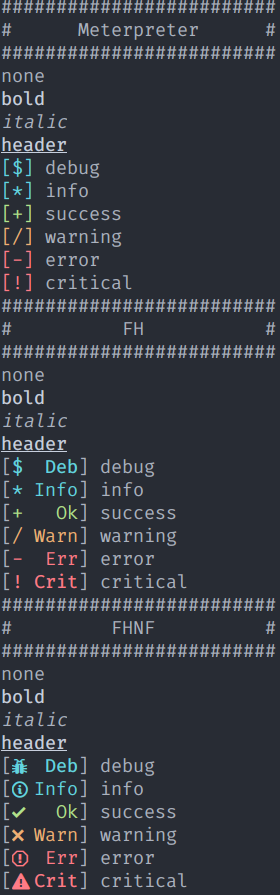 #########################
#      Meterpreter      #
#########################
none
bold
italic
header
[$] debug
[*] info
[+] success
[/] warning
[-] error
[!] critical
#########################
#          FH           #
#########################
none
bold
italic
header
[$  Deb] debug
[* Info] info
[+   Ok] success
[/ Warn] warning
[-  Err] error
[! Crit] critical
#########################
#         FHNF          #
#########################
none
bold
italic
header
[  Deb] debug
[ Info] info
[✔   Ok] success
[✖ Warn] warning
[  Err] error
[ Crit] critical